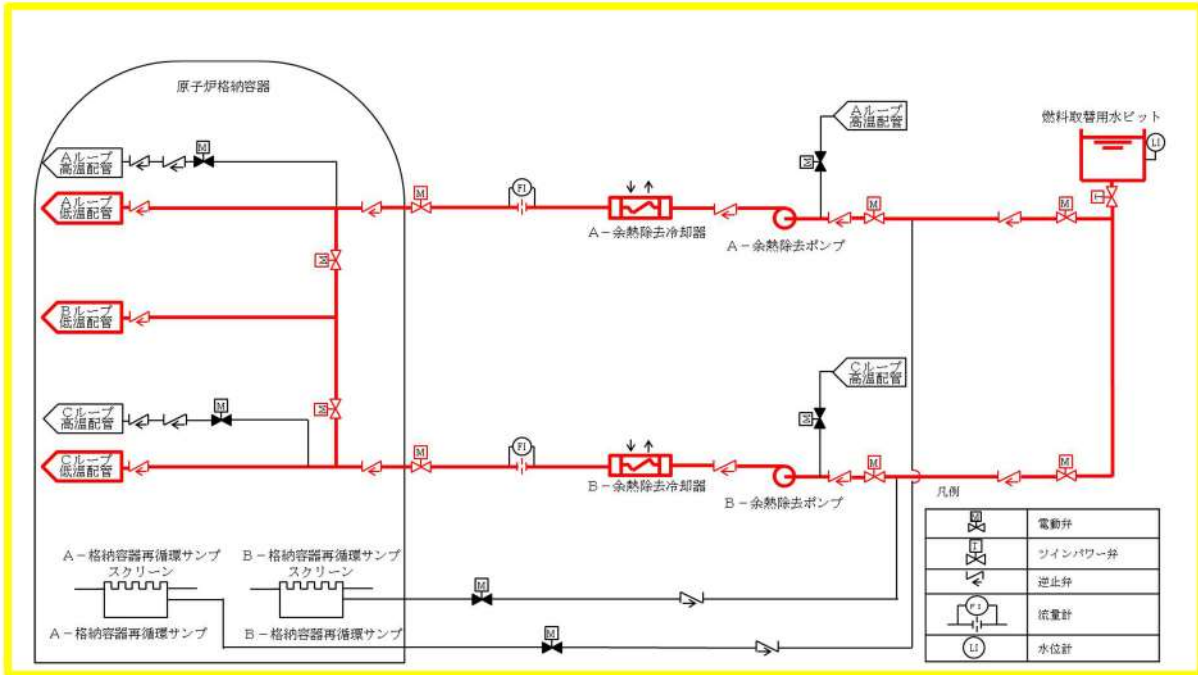 原子炉格納容器
Aループ
高温配管
M
Aループ
低温配管
M
Bループ
低温配管
Cループ
高温配管
M
M
Cループ
低温配管
M
FI
A－余熱除去冷却器
Aループ
高温配管
M
A－余熱除去ポンプ
M
M
燃料取替用水ピット
LI
T
M
FI
B－余熱除去冷却器
Cループ
高温配管
M
B－余熱除去ポンプ
M
M
A－格納容器再循環サンプ
スクリーン
A－格納容器再循環サンプ
B－格納容器再循環サンプ
スクリーン
B－格納容器再循環サンプ
M
M
凡例
M
電動弁
T
ツインパワー弁
逆止弁
FI
流量計
LI
水位計